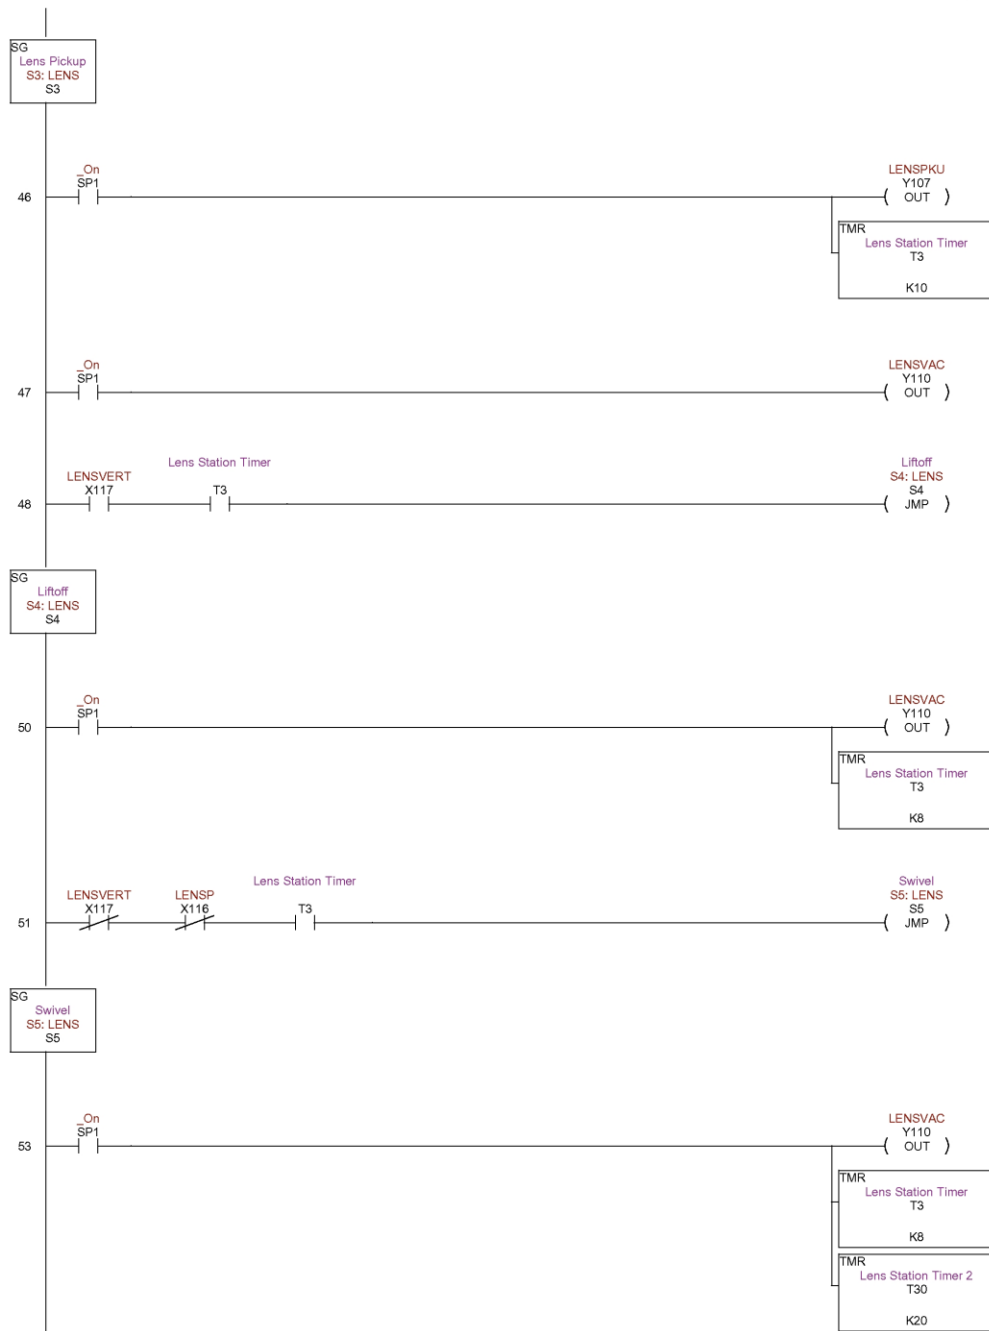 SG
Lens Pickup
S3: LENS
S3
_On
SP1
46
LENSPKU
Y107
OUT
TMR
Lens Station Timer
T3
K10
_On
SP1
47
LENSVAC
Y110
OUT
Lens Station Timer
LENSVERT
X117
T3
48
Liftoff
S4: LENS
S4
JMP
SG
Liftoff
S4: LENS
S4
_On
SP1
50
LENSVAC
Y110
OUT
TMR
Lens Station Timer
T3
K8
Lens Station Timer
LENSVERT
LENSP
X117
X116
T3
51
Swivel
S5: LENS
S5
JMP
SG
Swivel
S5: LENS
S5
_On
SP1
53
LENSVAC
Y110
OUT
TMR
Lens Station Timer
T3
K8
TMR
Lens Station Timer 2
T30
K20